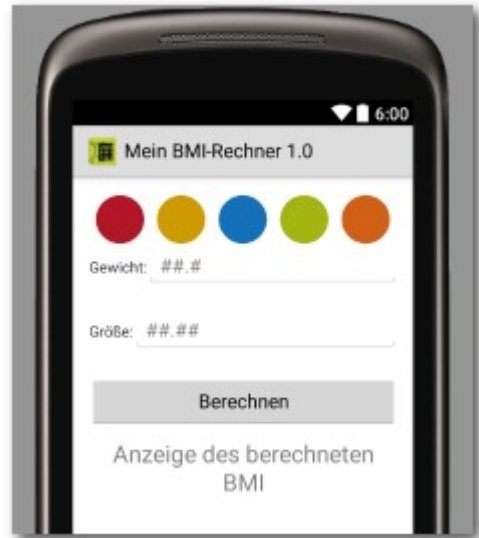 6:00
Mein BMI-Rechner 1.0
Gewicht: ##.#
Größe: ##.##
Berechnen
Anzeige des berechneten
BMI